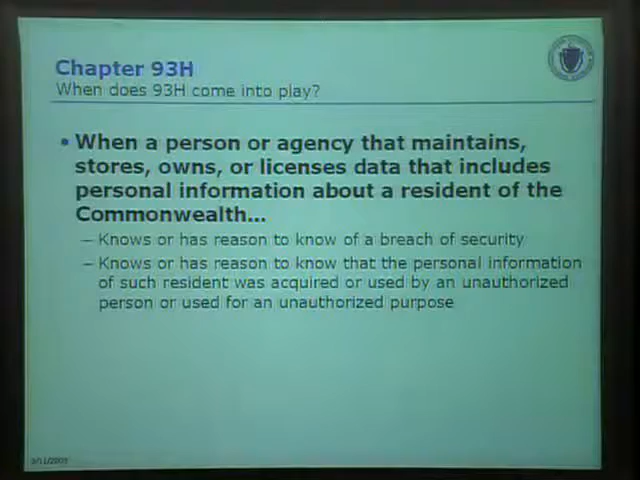 Chapter 93H
When does 93H come into play?
• When a person or agency that maintains,
stores, owns, or licenses data that includes
personal information about a resident of the
Commonwealth...
– Knows or has reason to know of a breach of security
– Knows or has reason to know that the personal information
of such resident was acquired or used by an unauthorized
person or used for an unauthorized purpose